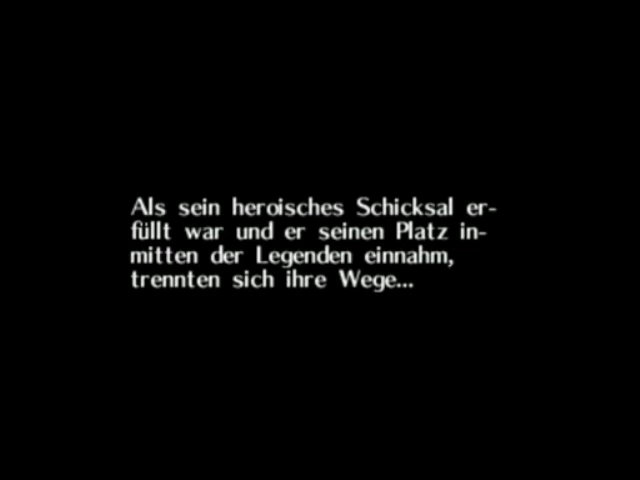 Als sein heroisches Schicksal er-
füllt war und er seinen Platz in-
mitten der Legenden einnahm,
trennten sich ihre Wege...